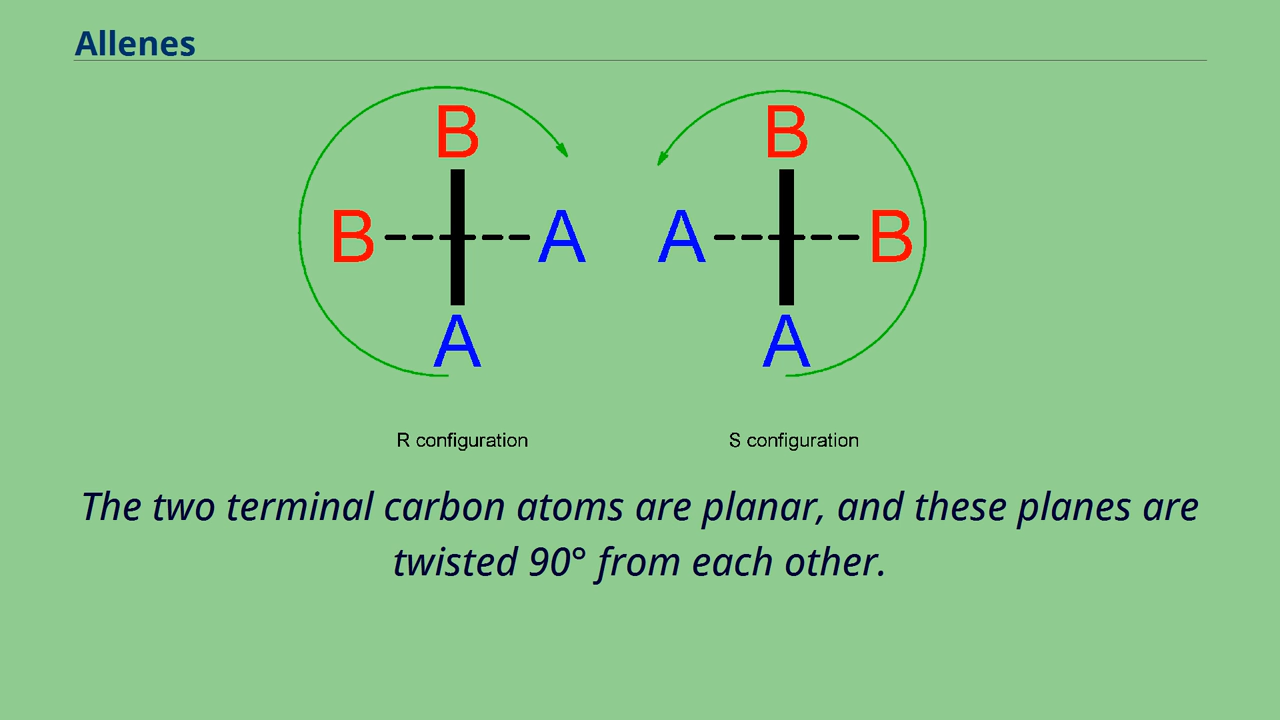 Allenes
B B
B A A B
A A
R configuration S configuration
The two terminal carbon atoms are planar, and these planes are
twisted 90° from each other.